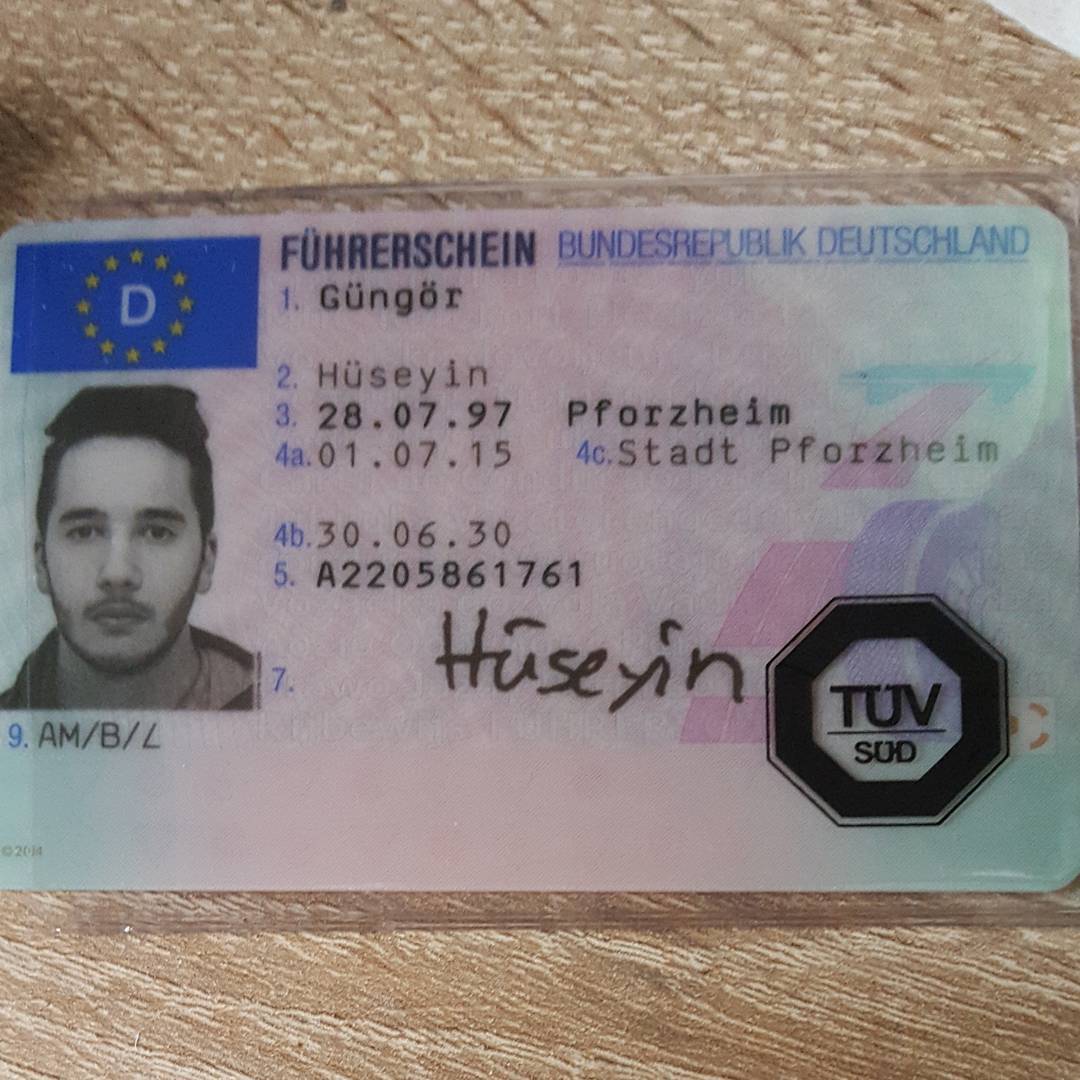 FÜHRERSCHEIN BUNDESREPUBLIK DEUTSCHLAND
D
1. Güngör
2. Hüseyin
3. 28.07.97 Pforzheim
4a. 01.07.15 4c. Stadt Pforzheim
4b. 30.06.30
5. A2205861761
7. Hüseyin
TÜV
SÜD
9. AM/B/L
©2014